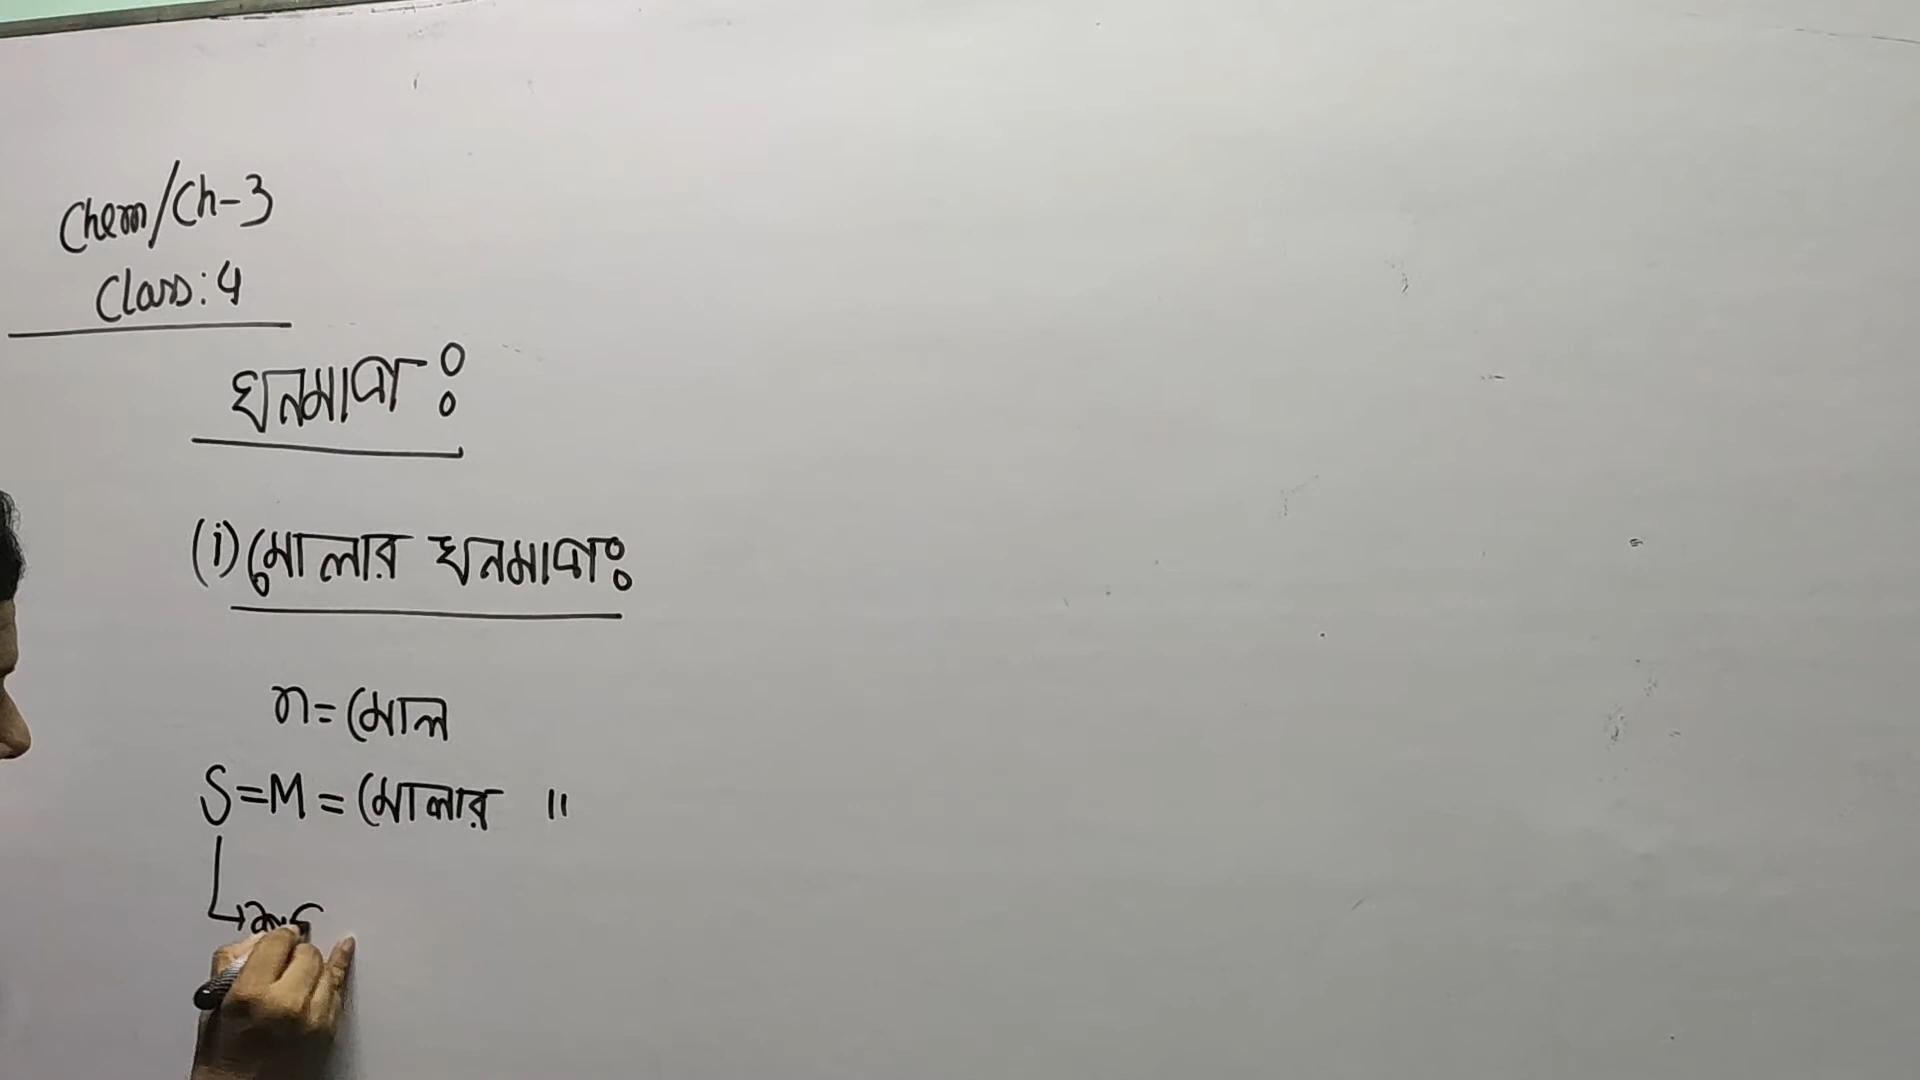 Chem/Ch-3
Class: 4
ঘনমাত্রা ঃ
(i) মোলার ঘনমাত্রাঃ
n = মোল
S = M = মোলার "